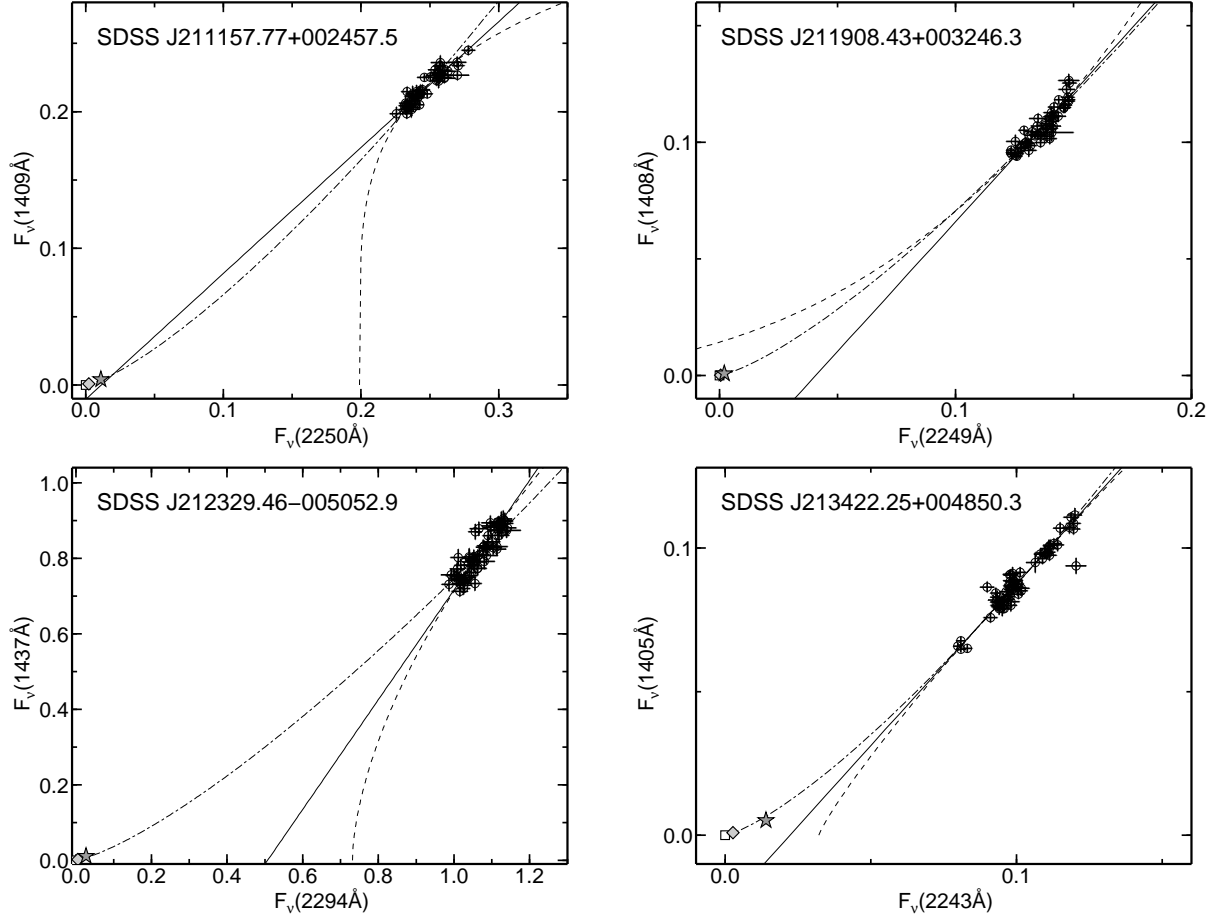 SDSS J211157.77+002457.5
0.2
0.1
0.0
Fν(1409Å)
0.0 0.1 0.2 0.3
Fν(2250Å)
SDSS J211908.43+003246.3
0.1
0.0
Fν(1408Å)
0.0 0.1 0.2
Fν(2249Å)
SDSS J212329.46−005052.9
1.0
0.8
0.6
0.4
0.2
0.0
Fν(1437Å)
0.0 0.2 0.4 0.6 0.8 1.0 1.2
Fν(2294Å)
SDSS J213422.25+004850.3
0.1
0.0
Fν(1405Å)
0.0 0.1
Fν(2243Å)